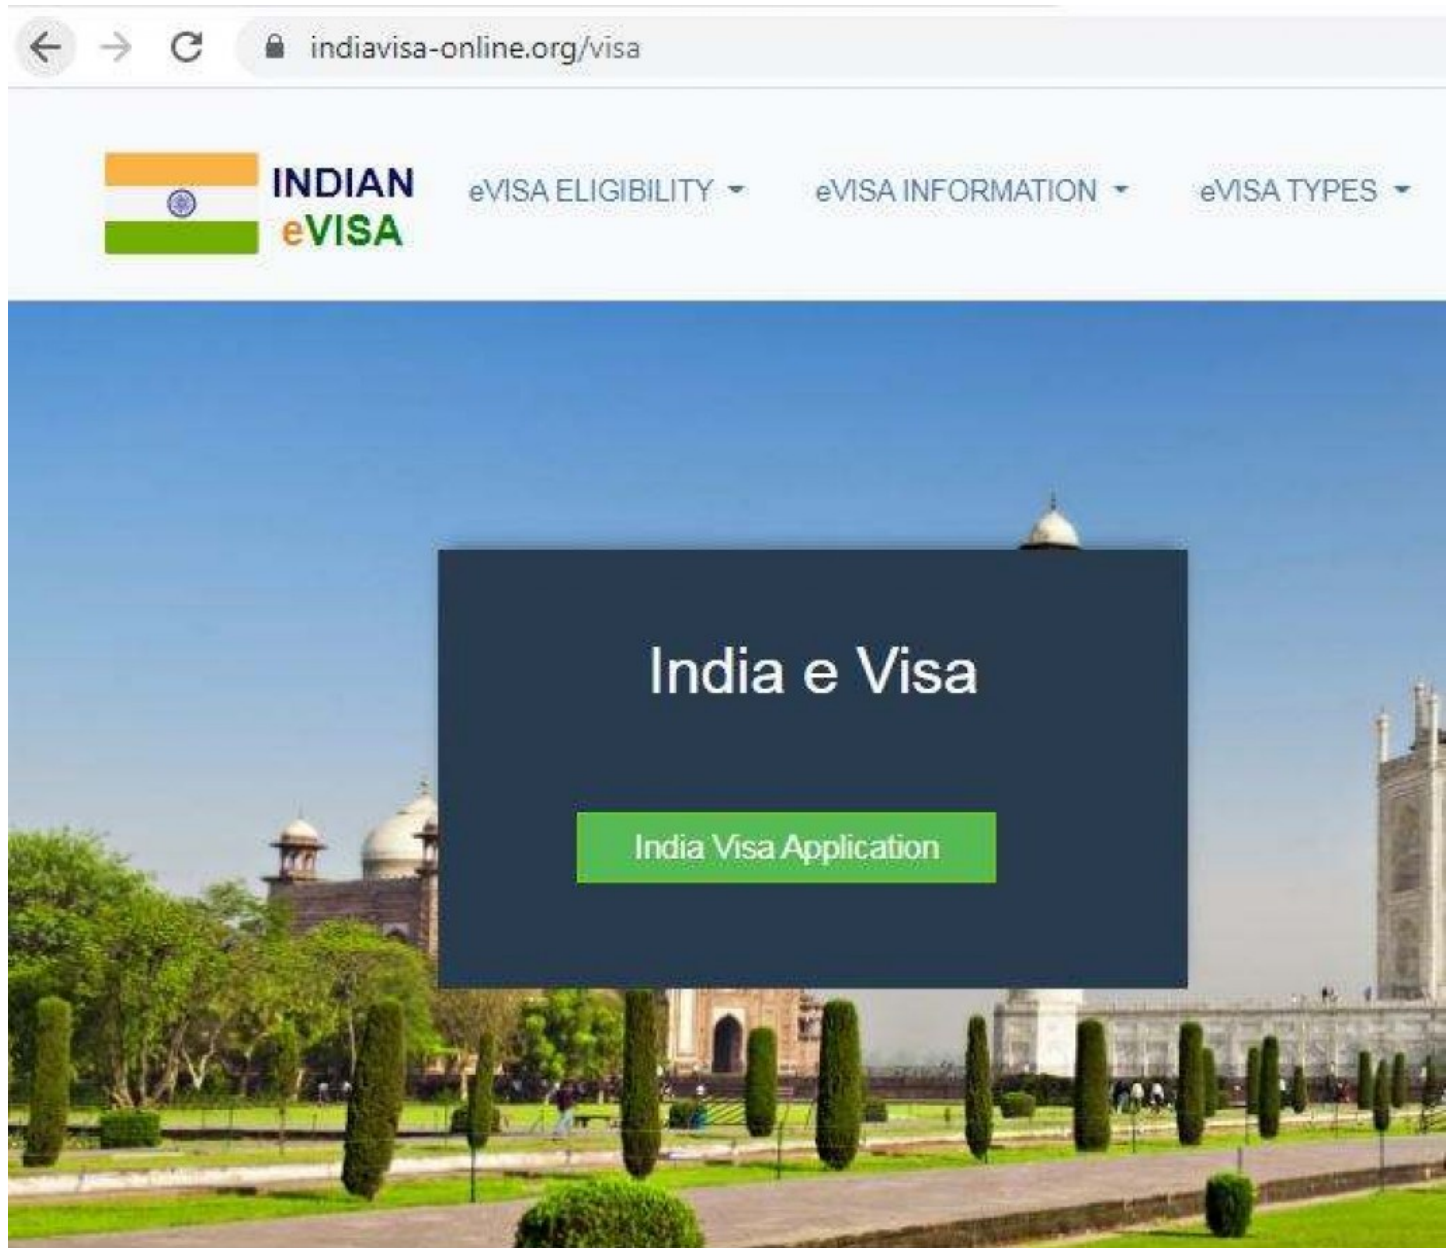 indiavisa-online.org/visa
INDIAN
eVISA
eVISA ELIGIBILITY
eVISA INFORMATION
eVISA TYPES
India e Visa
India Visa Application